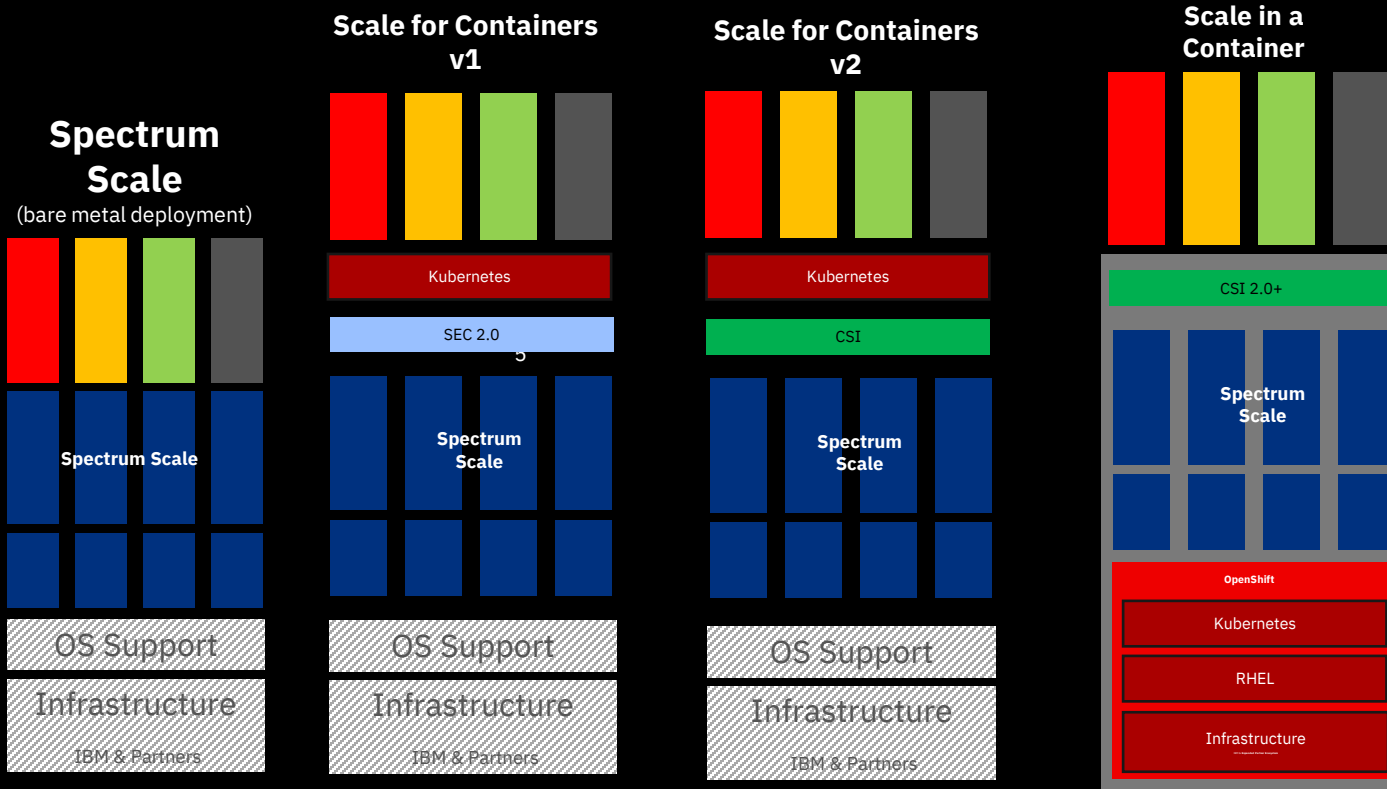 Spectrum
Scale
(bare metal deployment)
Spectrum Scale
OS Support
Infrastructure
IBM & Partners
Scale for Containers
v1
Kubernetes
SEC 2.0
5
Spectrum
Scale
OS Support
Infrastructure
IBM & Partners
Scale for Containers
v2
Kubernetes
CSI
Spectrum
Scale
OS Support
Infrastructure
IBM & Partners
Scale in a
Container
CSI 2.0+
Spectrum
Scale
OpenShift
Kubernetes
RHEL
Infrastructure